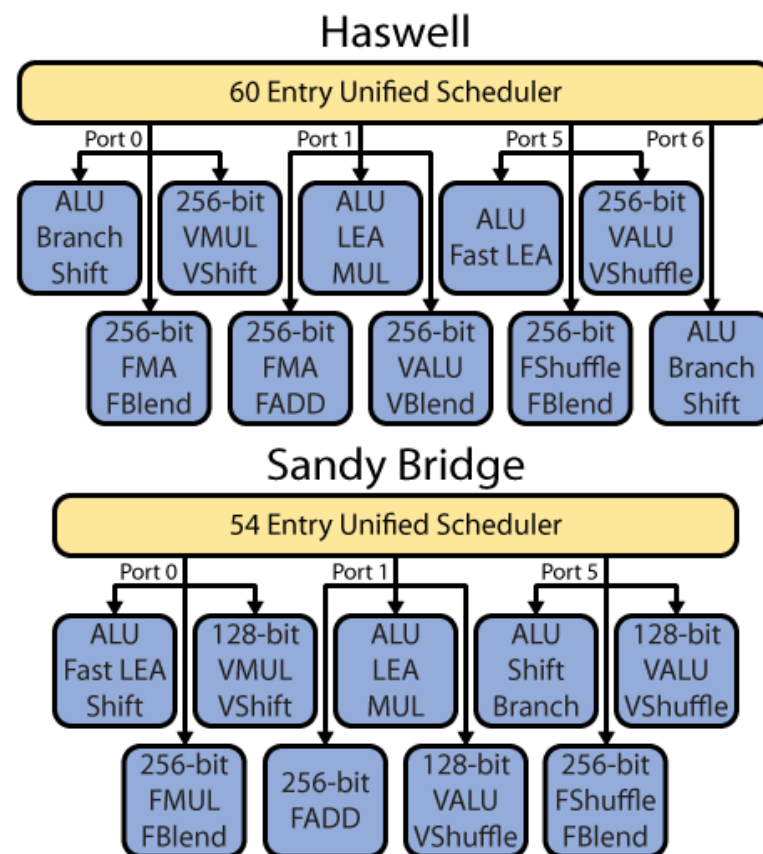 Haswell
60 Entry Unified Scheduler
Port 0
Port 1
Port 5
Port 6
ALU
Branch
Shift
256-bit
VMUL
VShift
ALU
LEA
MUL
ALU
Fast LEA
256-bit
VALU
VShuffle
256-bit
FMA
FBlend
256-bit
FMA
FADD
256-bit
VALU
VBlend
256-bit
FShuffle
FBlend
ALU
Branch
Shift
Sandy Bridge
54 Entry Unified Scheduler
Port 0
Port 1
Port 5
ALU
Fast LEA
Shift
128-bit
VMUL
VShift
ALU
LEA
MUL
ALU
Shift
Branch
128-bit
VALU
VShuffle
256-bit
FMUL
FBlend
256-bit
FADD
128-bit
VALU
VShuffle
256-bit
FShuffle
FBlend